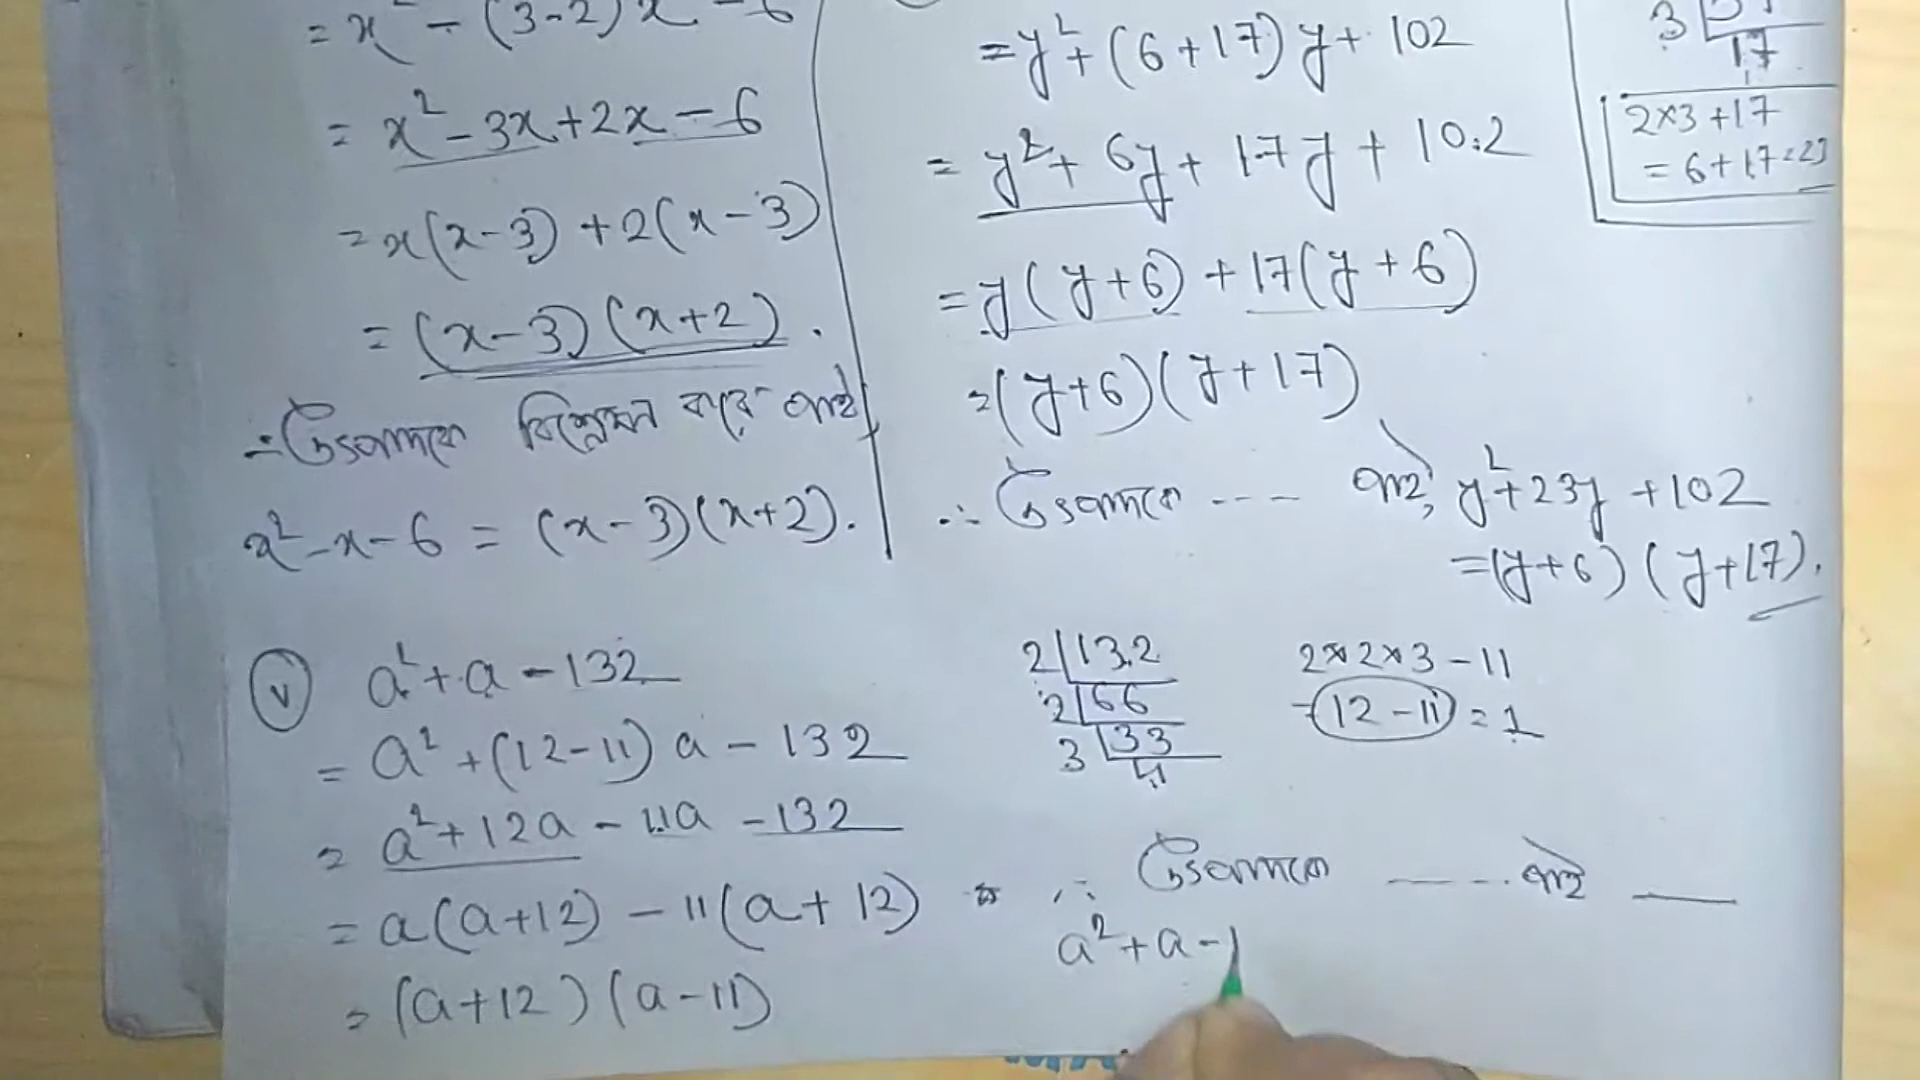 = x² - (3-2)x - 6
= x² - 3x + 2x - 6
= x(x-3) + 2(x-3)
= (x-3)(x+2).
∴ উৎপাদকে বিশ্লেষন করে পাই
x² - x - 6 = (x-3)(x+2).
= y² + (6+17)y + 102
= y² + 6y + 17y + 102
= y(y+6) + 17(y+6)
= (y+6)(y+17)
∴ উৎপাদকে --- পাই, y² + 23y + 102
= (y+6)(y+17).
3
17
2×3+17
= 6+17=23
v a² + a - 132
= a² + (12-11)a - 132
= a² + 12a - 11a - 132
= a(a+12) - 11(a+12)
= (a+12)(a-11)
2 132
2 66
3 33
11
2×2×3-11
(12-11) = 1
∴ উৎপাদকে ---- পাই
a² + a - 1